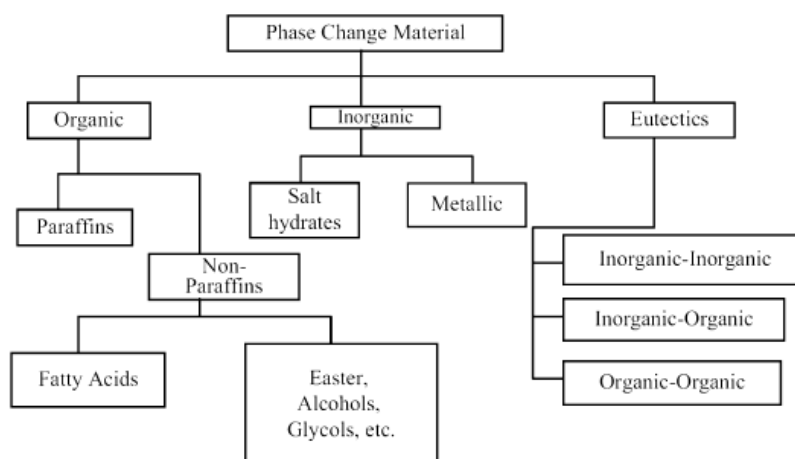 Phase Change Material
Organic
Inorganic
Eutectics
Paraffins
Salt
hydrates
Metallic
Non-
Paraffins
Inorganic-Inorganic
Inorganic-Organic
Organic-Organic
Fatty Acids
Easter,
Alcohols,
Glycols, etc.